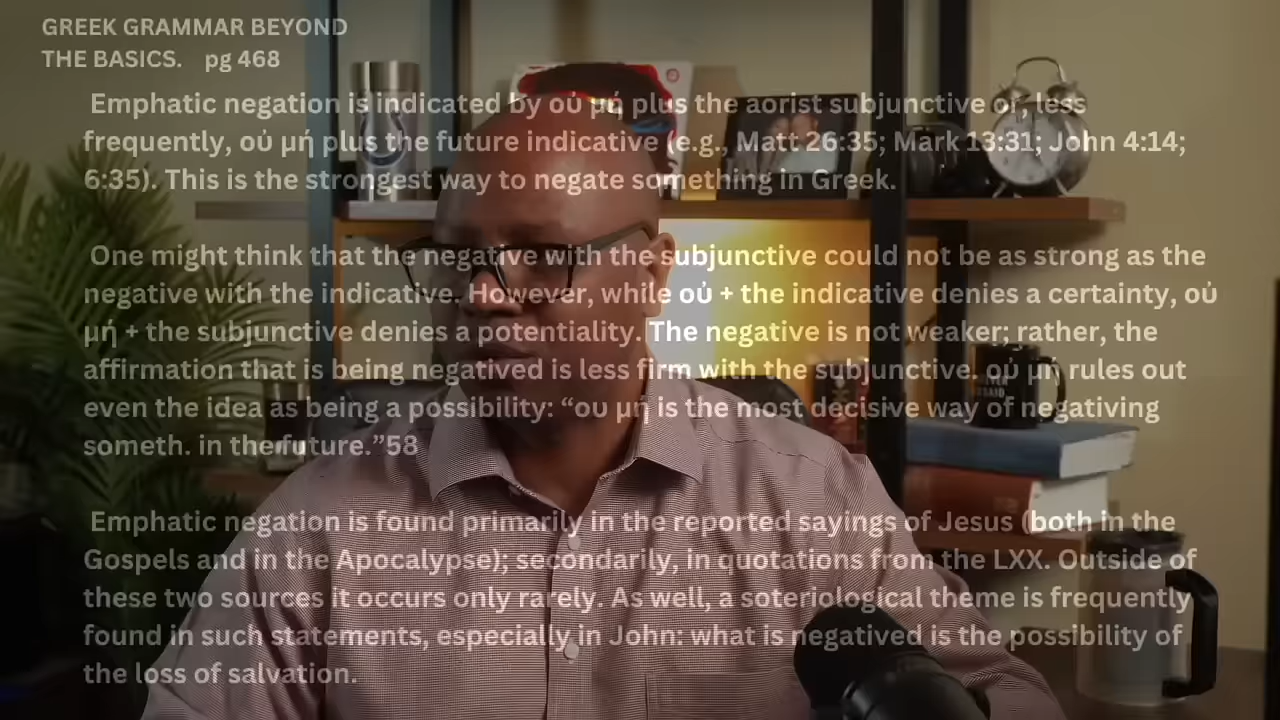 GREEK GRAMMAR BEYOND
THE BASICS. pg 468
Emphatic negation is indicated by οὐ μή plus the aorist subjunctive or, less
frequently, οὐ μή plus the future indicative (e.g., Matt 26:35; Mark 13:31; John 4:14;
6:35). This is the strongest way to negate something in Greek.
One might think that the negative with the subjunctive could not be as strong as the
negative with the indicative. However, while οὐ + the indicative denies a certainty, οὐ
μή + the subjunctive denies a potentiality. The negative is not weaker; rather, the
affirmation that is being negatived is less firm with the subjunctive. οὐ μή rules out
even the idea as being a possibility: “ου μή is the most decisive way of negativing
someth. in the future.”58
Emphatic negation is found primarily in the reported sayings of Jesus (both in the
Gospels and in the Apocalypse); secondarily, in quotations from the LXX. Outside of
these two sources it occurs only rarely. As well, a soteriological theme is frequently
found in such statements, especially in John: what is negatived is the possibility of
the loss of salvation.